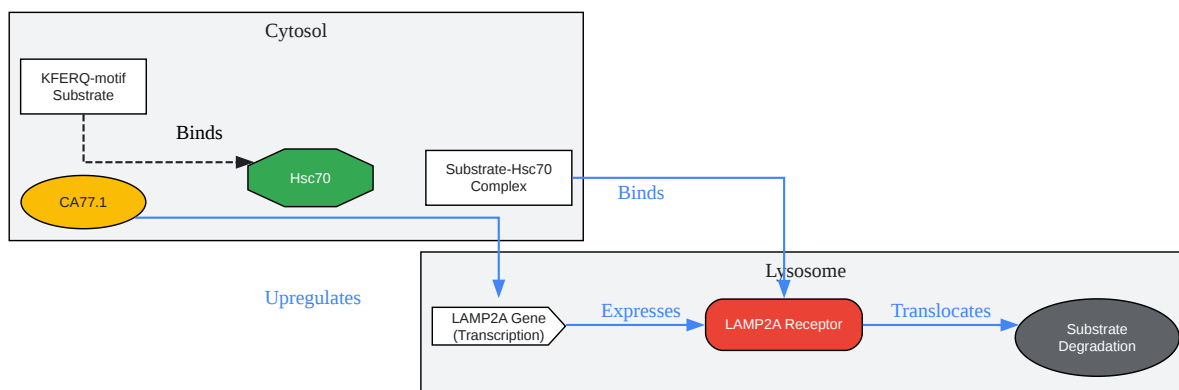 Cytosol
KFERQ-motif
Substrate
Binds
Hsc70
CA77.1
Substrate-Hsc70
Complex
Binds
Upregulates
Lysosome
LAMP2A Gene
(Transcription)
Expresses
LAMP2A Receptor
Translocates
Substrate
Degradation